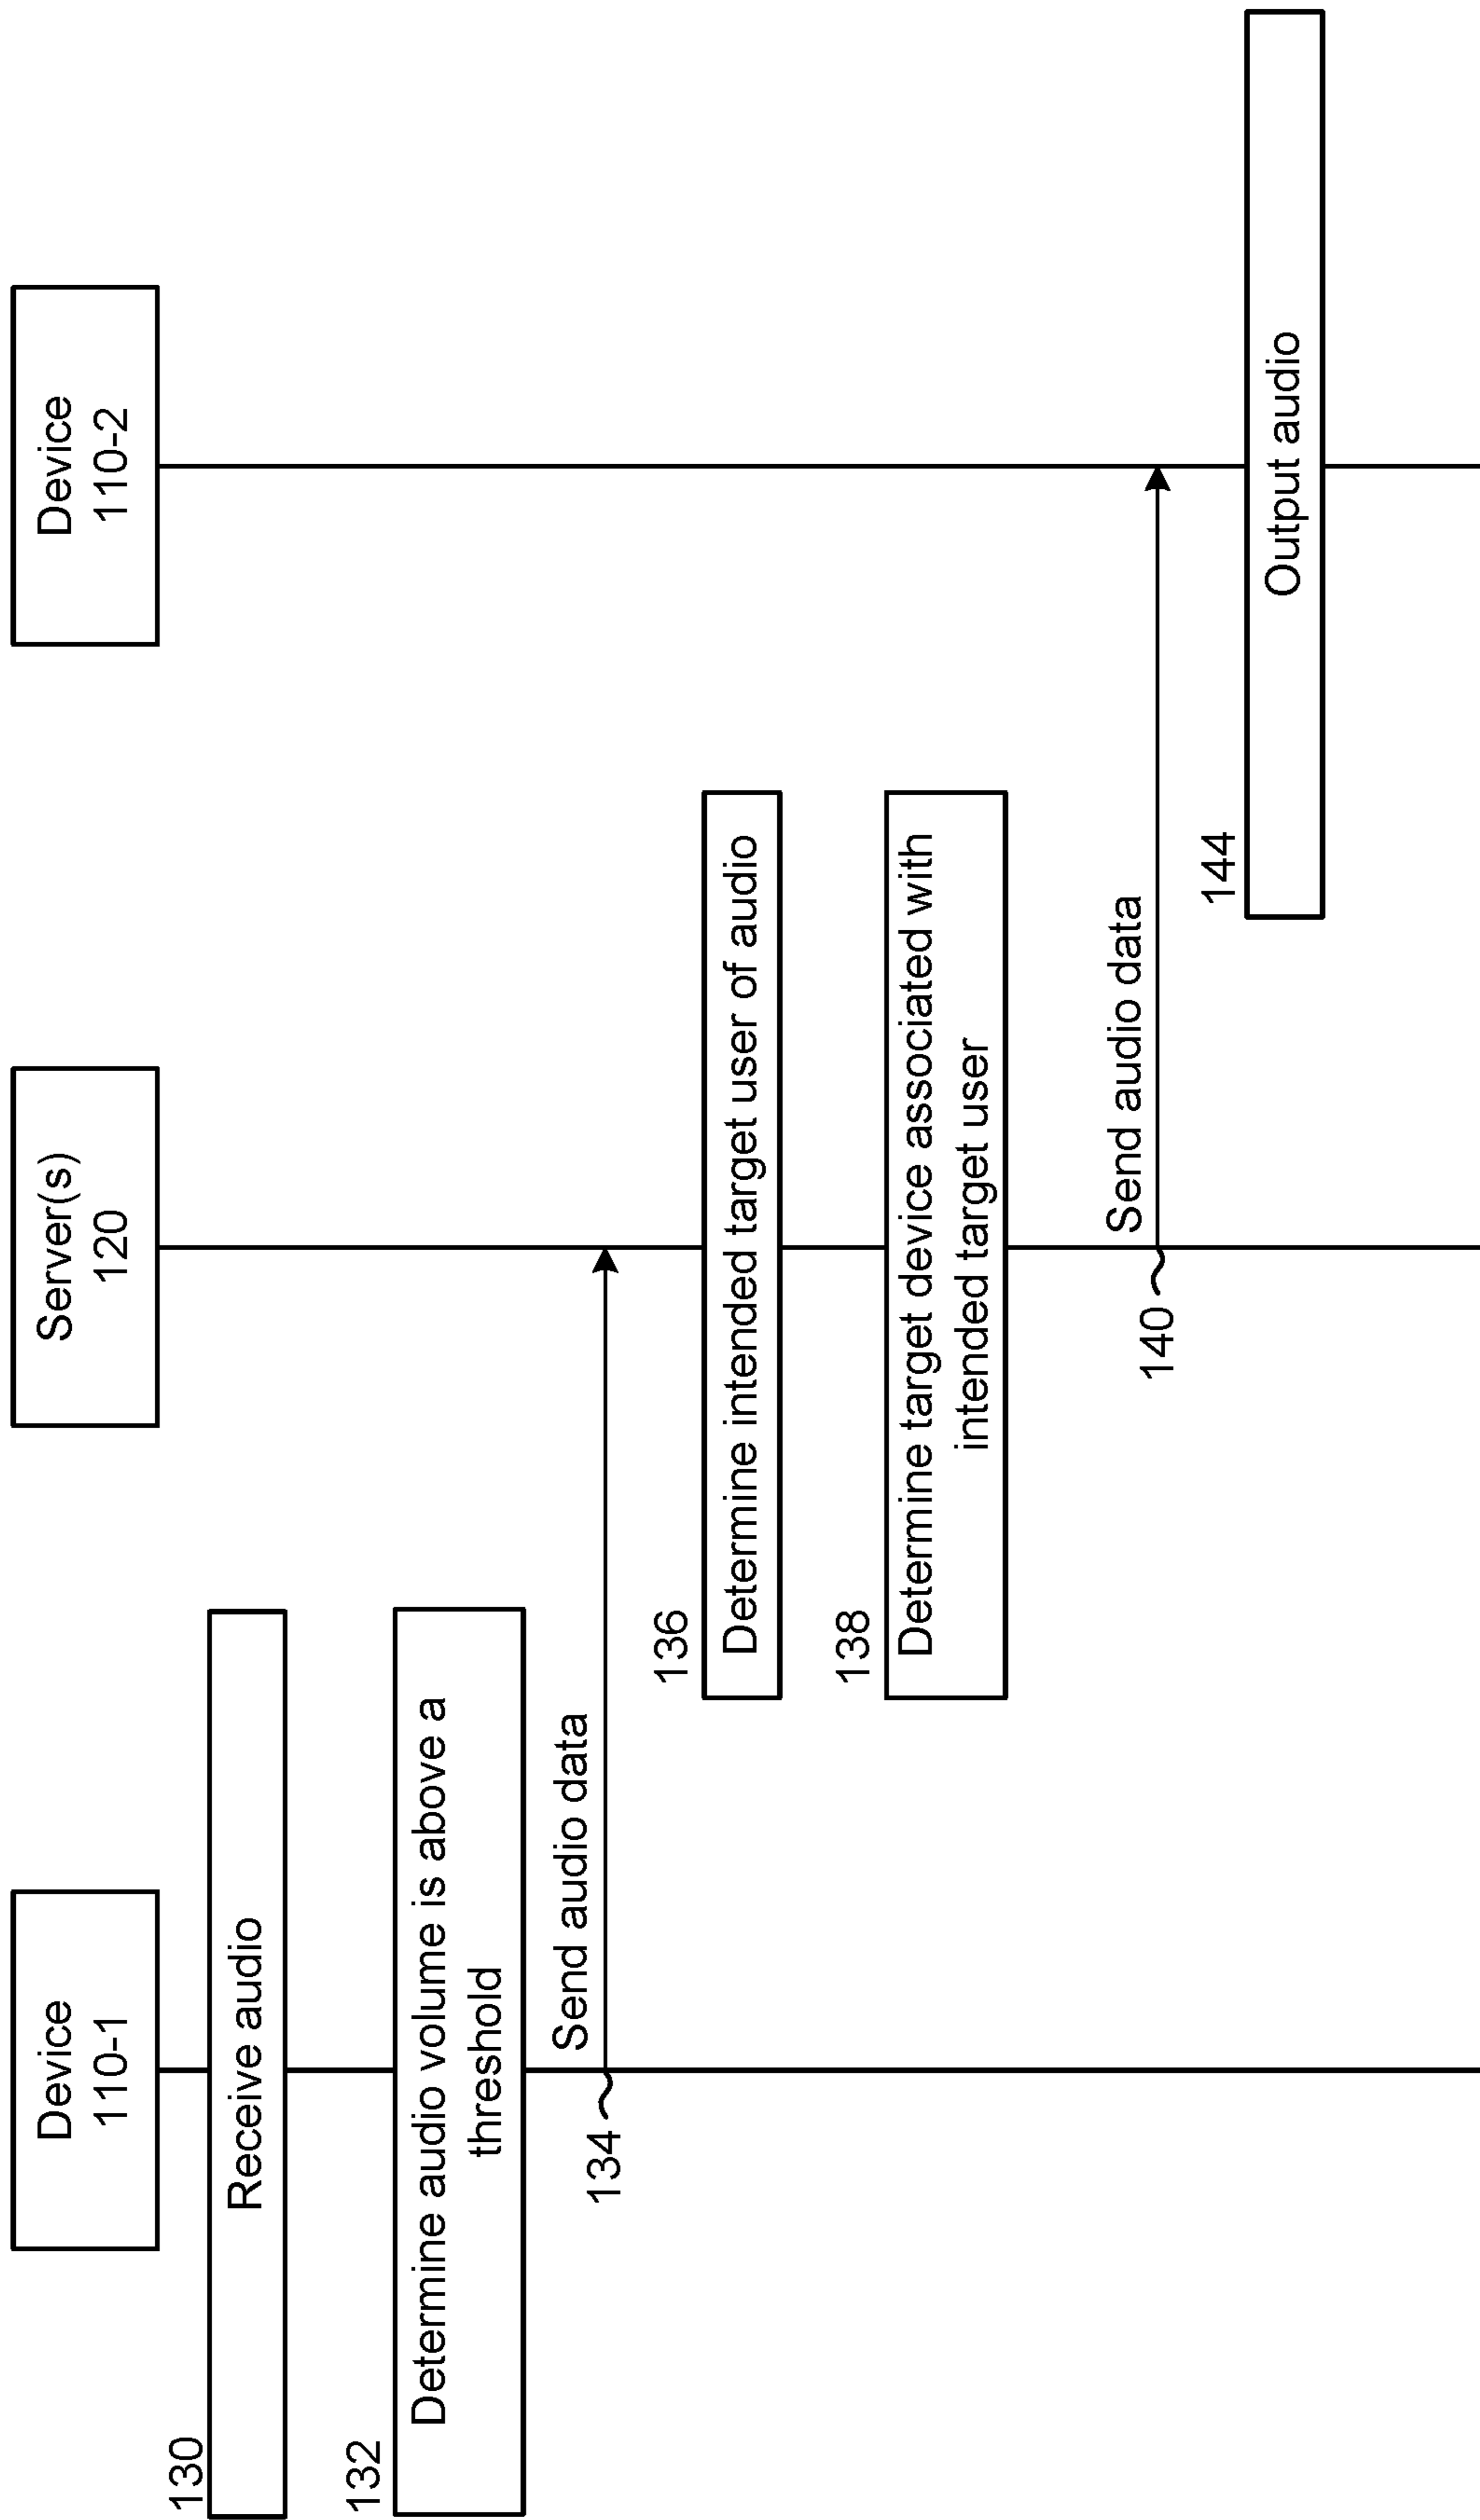 Device
110-1
Server(s)
120
Device
110-2
130
Receive audio
132
Determine audio volume is above a
threshold
Send audio data
134
136
Determine intended target user of audio
138
Determine target device associated with
intended target user
Send audio data
140
144
Output audio